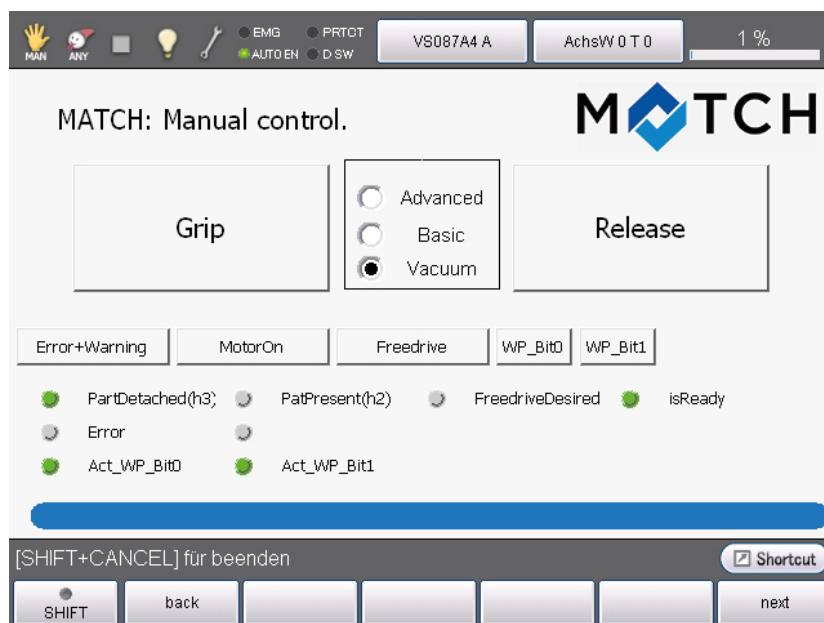 MAN ANY EMG PRTCT
AUTO EN D SW
VS087A4 A
AchsW 0 T 0
1 %
MATCH: Manual control.
MATCH
Grip
Advanced
Basic
Vacuum
Release
Error+Warning MotorOn Freedrive WP_Bit0 WP_Bit1
PartDetached(h3) PatPresent(h2) FreedriveDesired isReady
Error
Act_WP_Bit0 Act_WP_Bit1
[SHIFT+CANCEL] für beenden
Shortcut
SHIFT back next